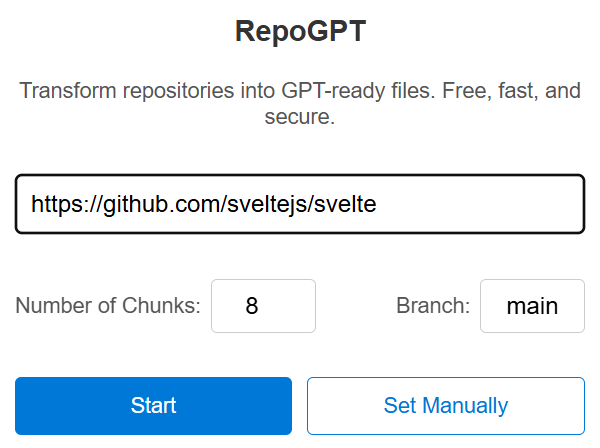 RepoGPT
Transform repositories into GPT-ready files. Free, fast, and
secure.
https://github.com/sveltejs/svelte
Number of Chunks: 8 Branch: main
Start Set Manually